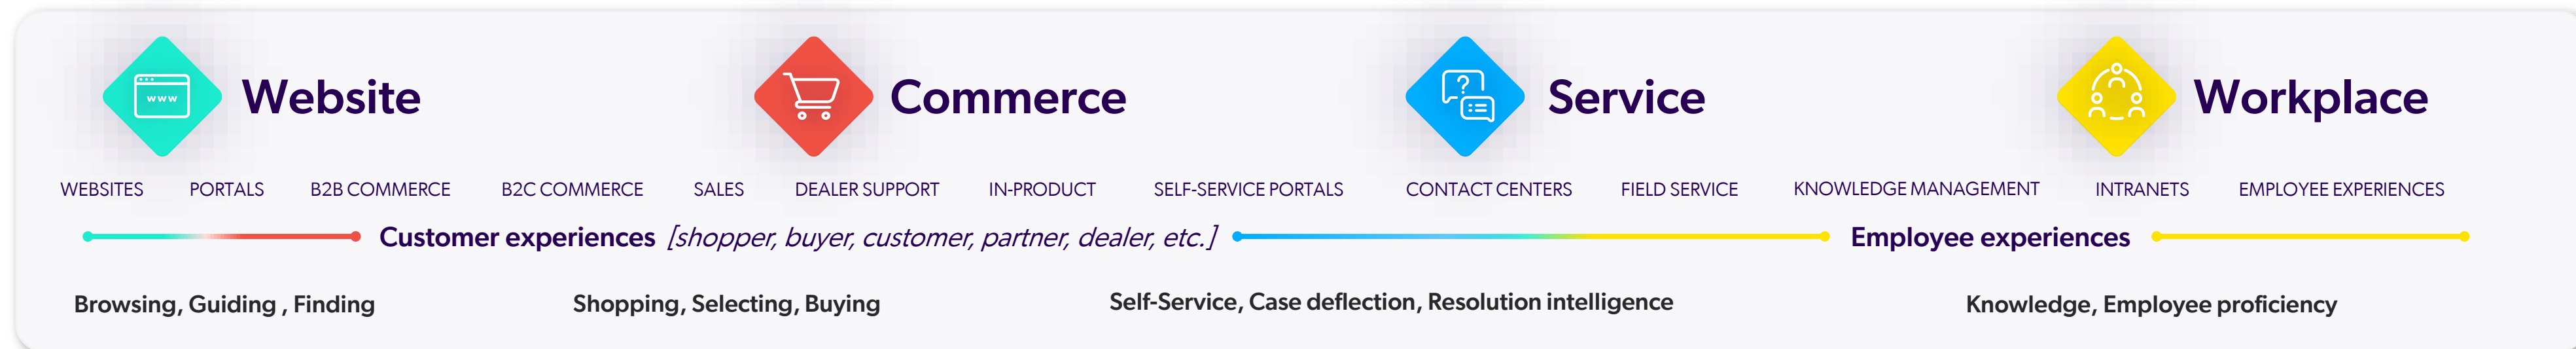 www
Website
Commerce
?
Service
Workplace
WEBSITES PORTALS B2B COMMERCE B2C COMMERCE SALES DEALER SUPPORT IN-PRODUCT SELF-SERVICE PORTALS CONTACT CENTERS FIELD SERVICE KNOWLEDGE MANAGEMENT INTRANETS EMPLOYEE EXPERIENCES
Customer experiences [shopper, buyer, customer, partner, dealer, etc.] Employee experiences
Browsing, Guiding , Finding Shopping, Selecting, Buying Self-Service, Case deflection, Resolution intelligence Knowledge, Employee proficiency